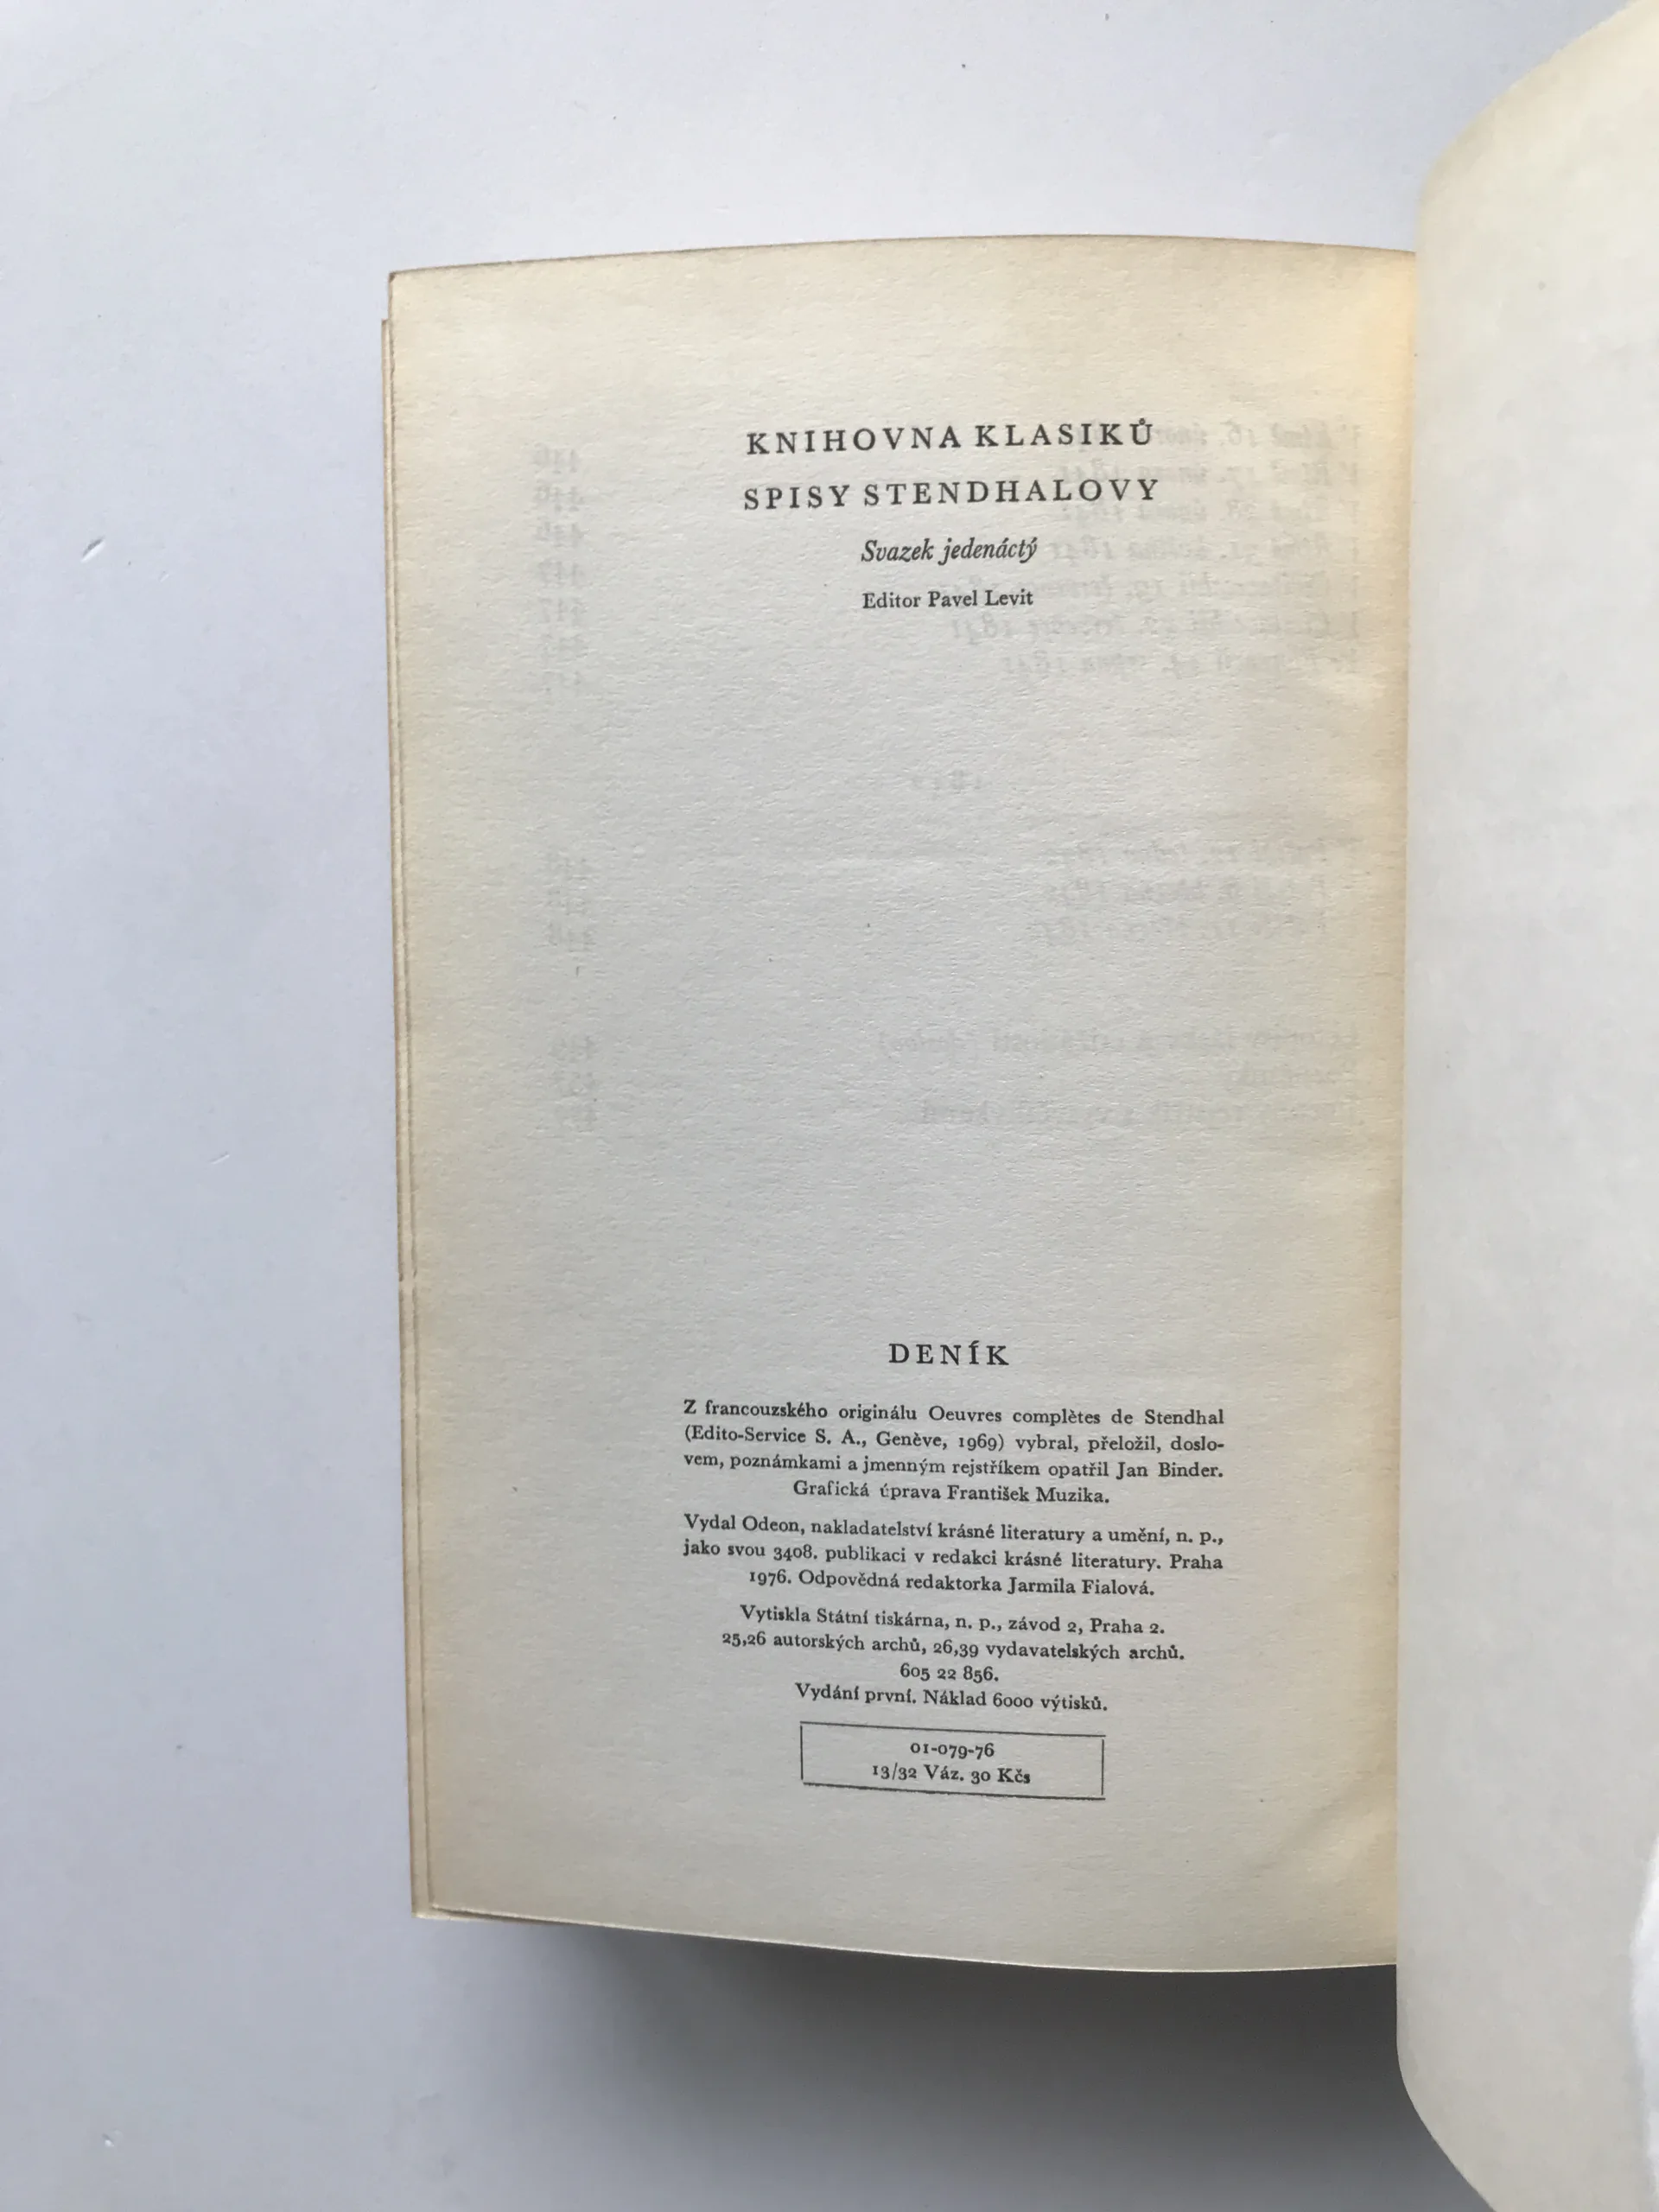 KNIHOVNA KLASIKŮ
SPISY STENDHALOVY
Svazek jedenáctý
Editor Pavel Levit
DENÍK
Z francouzského originálu Oeuvres complètes de Stendhal
(Edito-Service S. A., Genève, 1969) vybral, přeložil, doslo-
vem, poznámkami a jmenným rejstříkem opatřil Jan Binder.
Grafická úprava František Muzika.
Vydal Odeon, nakladatelství krásné literatury a umění, n. p.,
jako svou 3408. publikaci v redakci krásné literatury. Praha
1976. Odpovědná redaktorka Jarmila Fialová.
Vytiskla Státní tiskárna, n. p., závod 2, Praha 2.
25,26 autorských archů, 26,39 vydavatelských archů.
605 22 856.
Vydání první. Náklad 6000 výtisků.
01-079-76
13/32 Váz. 30 Kčs